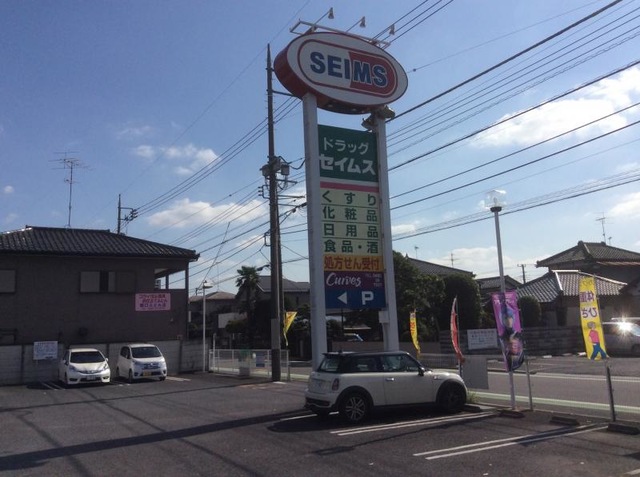 SEIMS
ドラッグ
セイムス
くすり
化粧品
日用品
食品・酒
処方せん受付
Curves
P